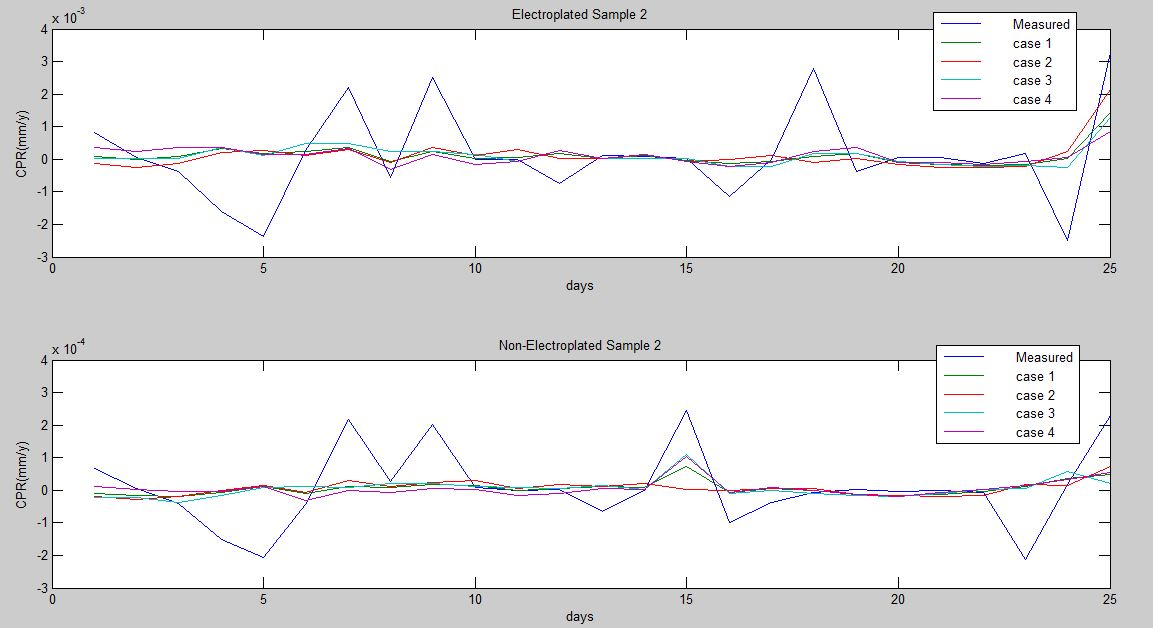 Electroplated Sample 2
x 10-3
4
3
2
1
0
-1
-2
-3
CPR(mm/y)
0 5 10 15 20 25
days
Measured
case 1
case 2
case 3
case 4
Non-Electroplated Sample 2
x 10-4
4
3
2
1
0
-1
-2
-3
CPR(mm/y)
0 5 10 15 20 25
days
Measured
case 1
case 2
case 3
case 4